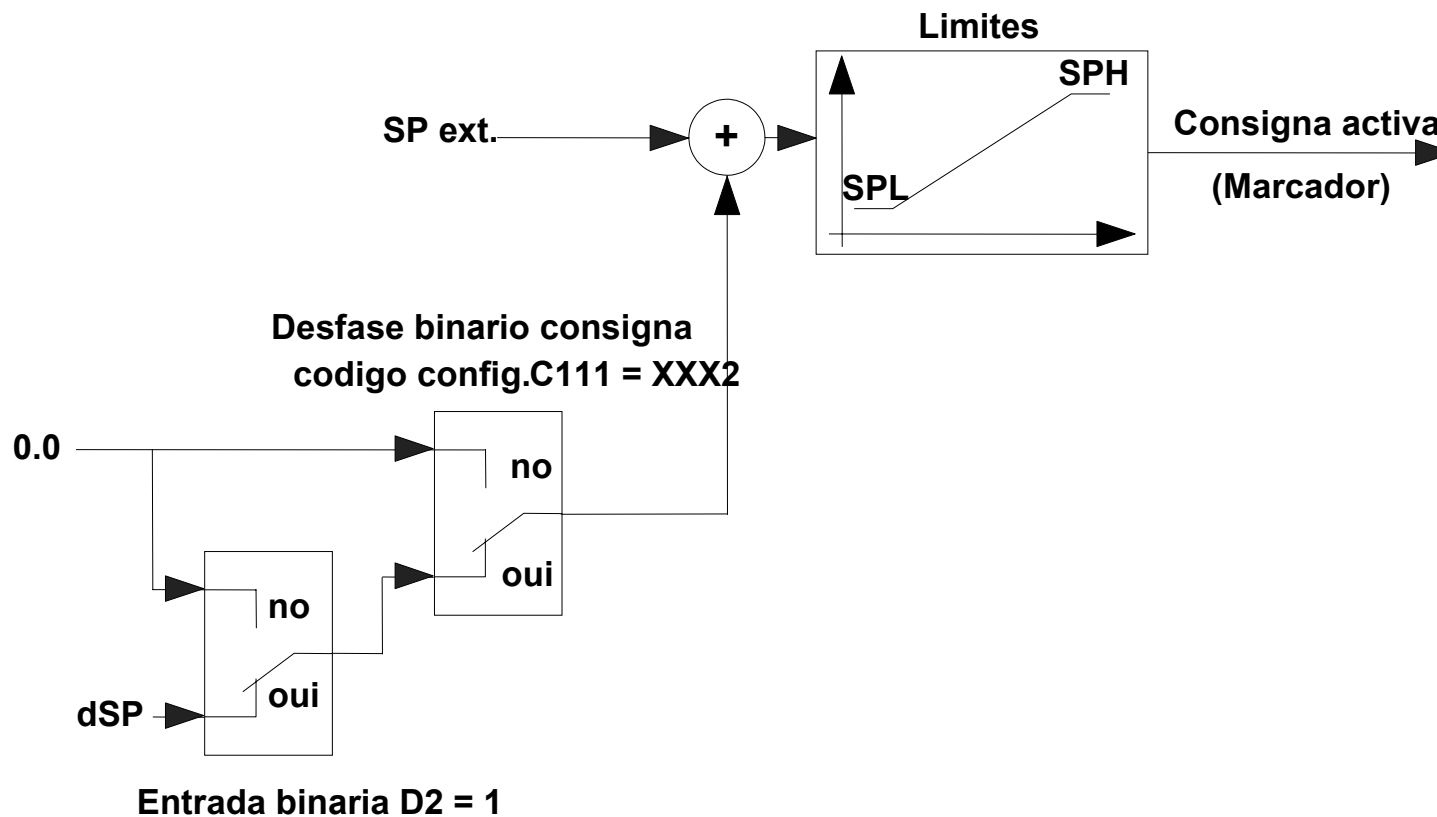 Limites
SPH
SP ext.
+
Consigna activa
SPL
(Marcador)
Desfase binario consigna
codigo config.C111 = XXX2
0.0
no
oui
no
oui
dSP
Entrada binaria D2 = 1